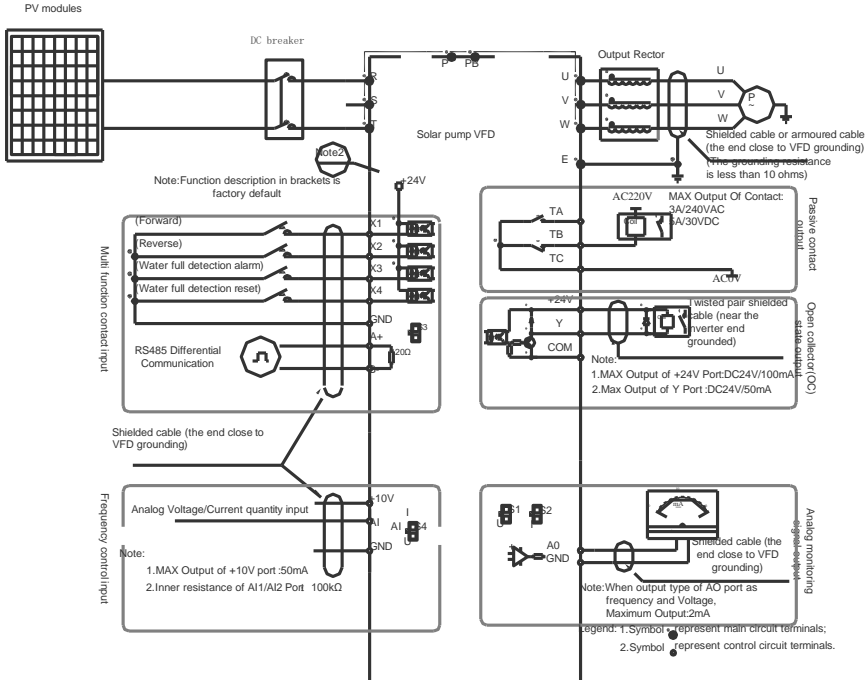 PV modules
DC breaker
P PB
Output Rector
R
S
T
U
V
W
E
U
V
W
P
~
Solar pump VFD
Shielded cable or armoured cable
(the end close to VFD grounding)
(The grounding resistance
is less than 10 ohms)
Note2
Note:Function description in brackets is
factory default
+24V
Multi function contact input
(Forward)
(Reverse)
(Water full detection alarm)
(Water full detection reset)
X1
X2
X3
X4
GND
A+
S3
120Ω
RS485 Differential
Communication
Passive contact
output
TA
TB
TC
AC220V
MAX Output Of Contact:
3A/240VAC
5A/30VDC
AC0V
Open collector(OC)
state output
+24V
Y
COM
Twisted pair shielded
cable (near the
inverter end
grounded)
Note:
1.MAX Output of +24V Port:DC24V/100mA
2.Max Output of Y Port :DC24V/50mA
Shielded cable (the end close to
VFD grounding)
Frequency control input
Analog Voltage/Current quantity input
+10V
AI
GND
I
AI S4
U
Note:
1.MAX Output of +10V port :50mA
2.Inner resistance of AI1/AI2 Port 100kΩ
Analog monitoring
signal output
S1
U
S2
I
A0
GND
mA
Shielded cable (the
end close to VFD
grounding)
Note:When output type of AO port as
frequency and Voltage,
Maximum Output:2mA
Legend: 1.Symbol represent main circuit terminals;
2.Symbol represent control circuit terminals.